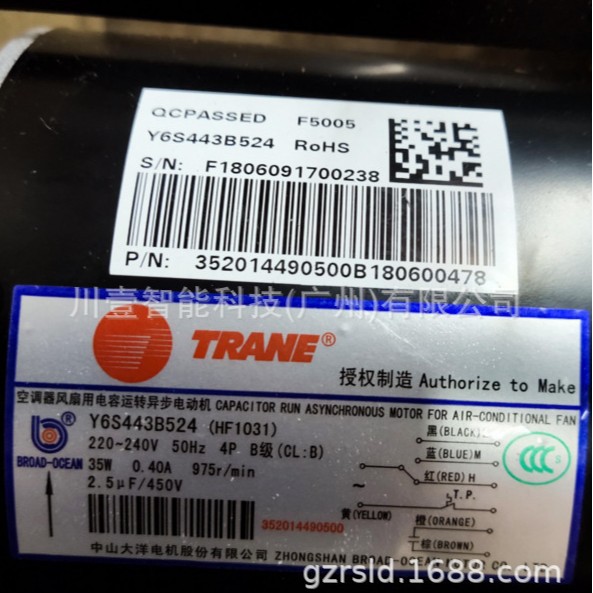 QCPASSED F5005
Y6S443B524 RoHS
S/N: F1806091700238
P/N: 352014490500B180600478
川壹智能科技(广州)有限公司
TRANE®
授权制造 Authorize to Make
空调器风扇用电容运转异步电动机 CAPACITOR RUN ASYNCHRONOUS MOTOR FOR AIR-CONDITIONAL FAN
Y6S443B524 (HF1031)
220~240V 50Hz 4P B级(CL:B)
35W 0.40A 975r/min
2.5μF/450V
®
BROAD-OCEAN
黑(BLACK)
蓝(BLUE)M
红(RED)H
~
T.P.
黄(YELLOW)
橙(ORANGE)
棕(BROWN)
CCC
352014490500
中山大洋电机股份有限公司 ZHONGSHAN BROAD-OCEAN MOTOR CO., LTD.
gzrsld.1688.com